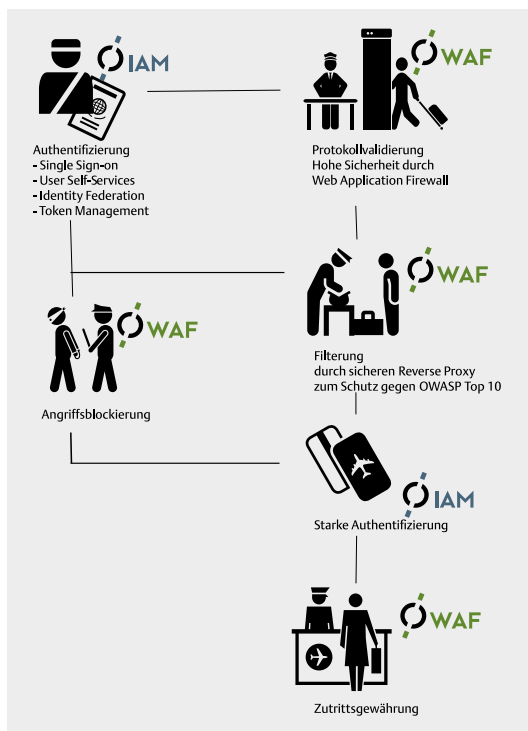 IAM
Authentifizierung
- Single Sign-on
- User Self-Services
- Identity Federation
- Token Management
WAF
Protokollvalidierung
Hohe Sicherheit durch
Web Application Firewall
WAF
Angriffsblockierung
WAF
Filterung
durch sicheren Reverse Proxy
zum Schutz gegen OWASP Top 10
IAM
Starke Authentifizierung
WAF
Zutrittsgewährung